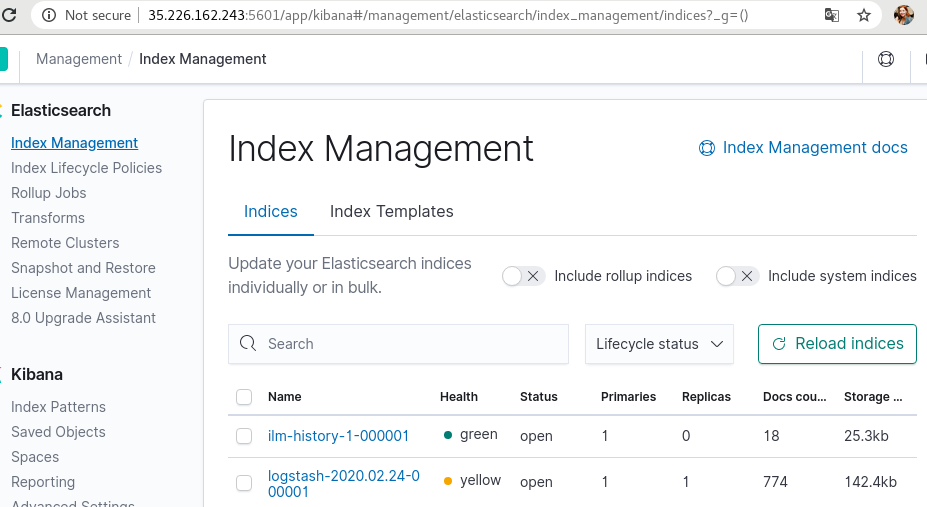 Not secure 35.226.162.243:5601/app/kibana#/management/elasticsearch/index_management/indices?_g=()
Management / Index Management
Elasticsearch
Index Management
Index Lifecycle Policies
Rollup Jobs
Transforms
Remote Clusters
Snapshot and Restore
License Management
8.0 Upgrade Assistant
Kibana
Index Patterns
Saved Objects
Spaces
Reporting
Advanced Settings
Index Management
Index Management docs
Indices Index Templates
Update your Elasticsearch indices
individually or in bulk.
Include rollup indices Include system indices
Search Lifecycle status Reload indices
Name Health Status Primaries Replicas Docs cou... Storage ...
ilm-history-1-000001 green open 1 0 18 25.3kb
logstash-2020.02.24-0
00001 yellow open 1 1 774 142.4kb